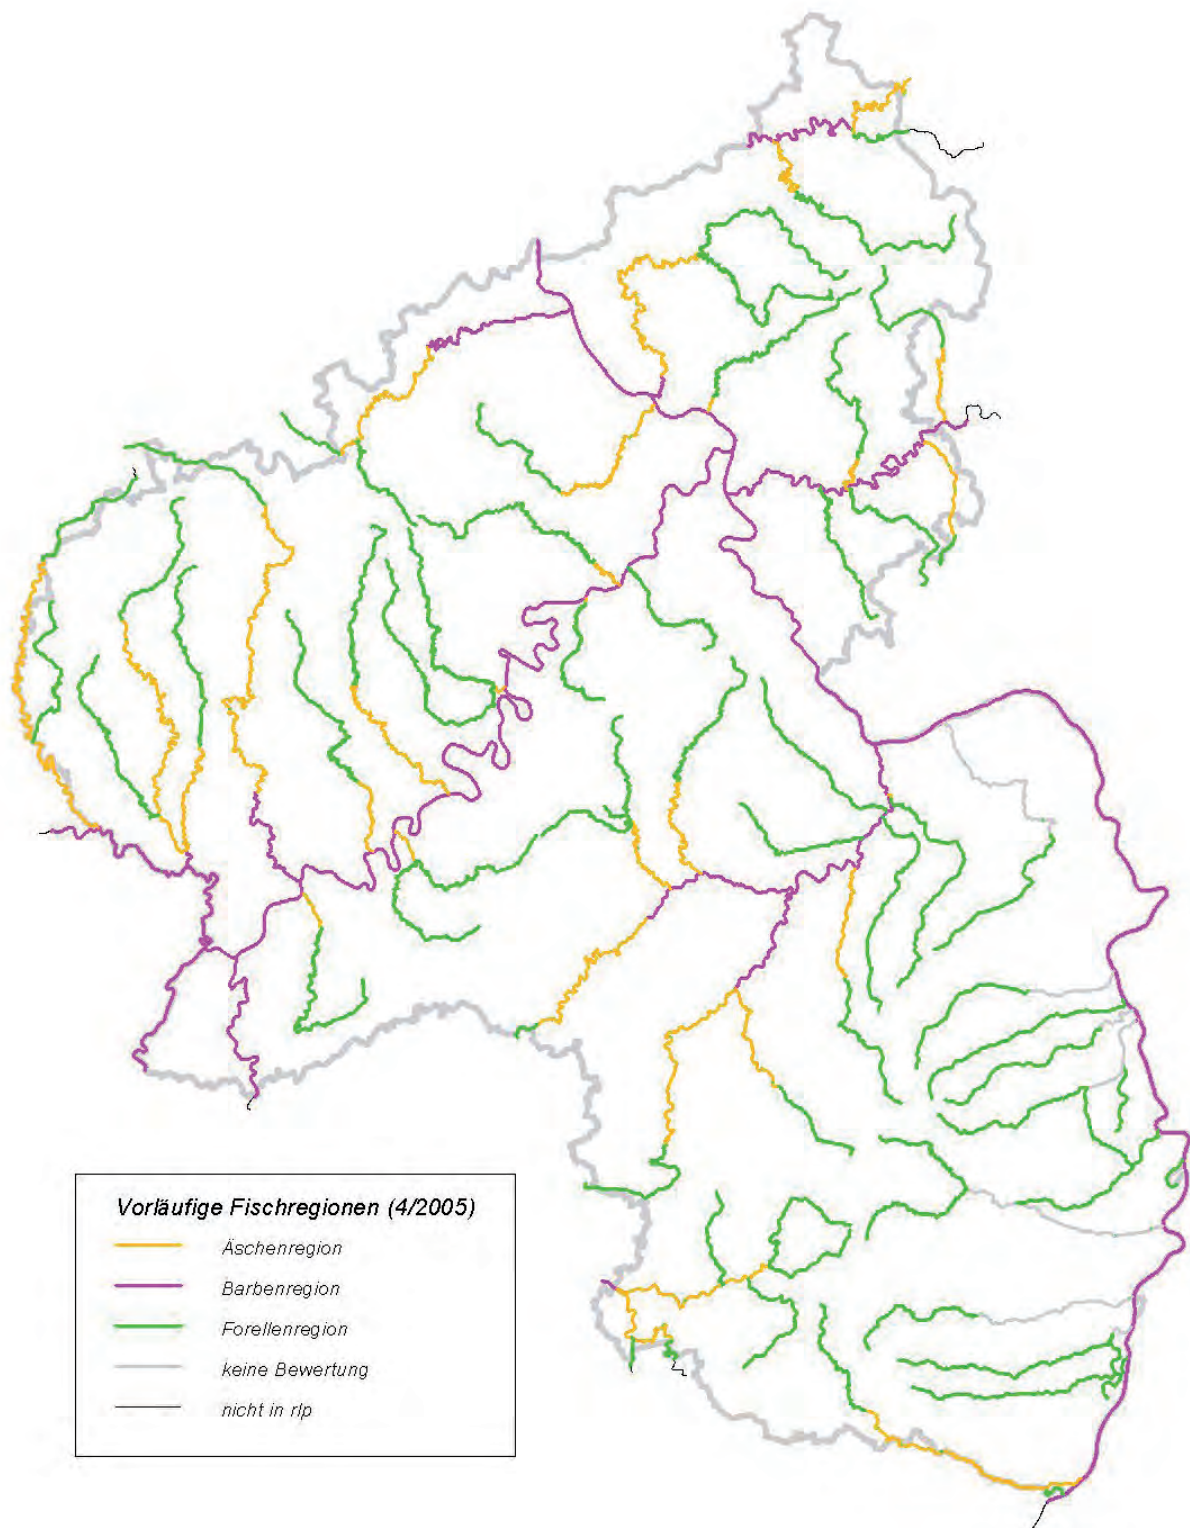 Vorläufige Fischregionen (4/2005)
Äschenregion
Barbenregion
Forellenregion
keine Bewertung
nicht in rlp